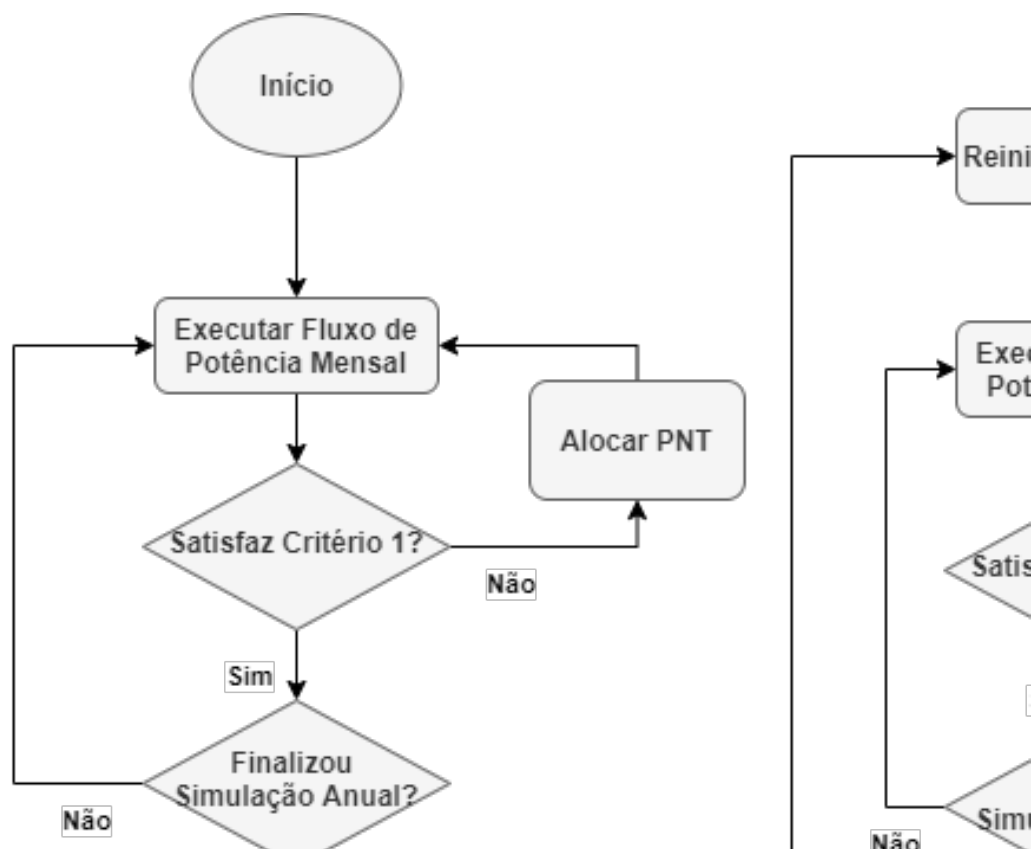 Início
Executar Fluxo de
Potência Mensal
Alocar PNT
Satisfaz Critério 1?
Não
Sim
Finalizou
Simulação Anual?
Não
Não